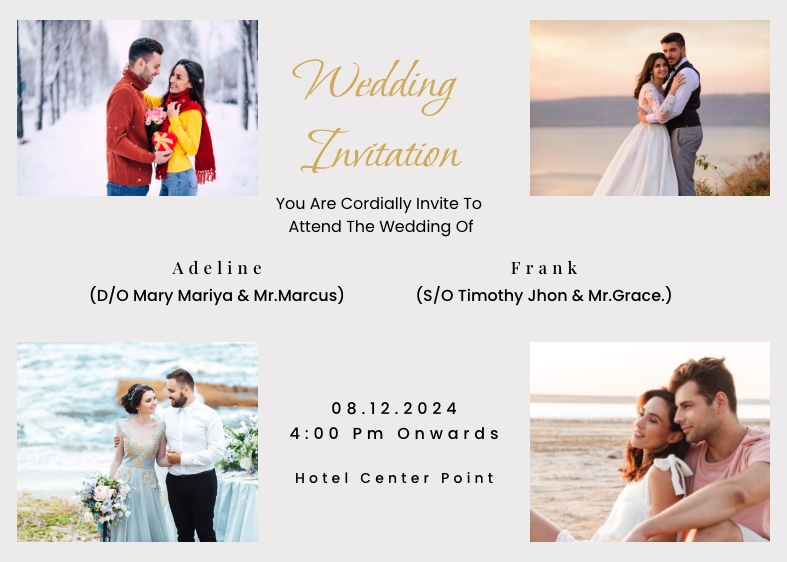 Wedding
Invitation
You Are Cordially Invite To
Attend The Wedding Of
Adeline
(D/O Mary Mariya & Mr.Marcus)
Frank
(S/O Timothy Jhon & Mr.Grace.)
08.12.2024
4:00 Pm Onwards
Hotel Center Point